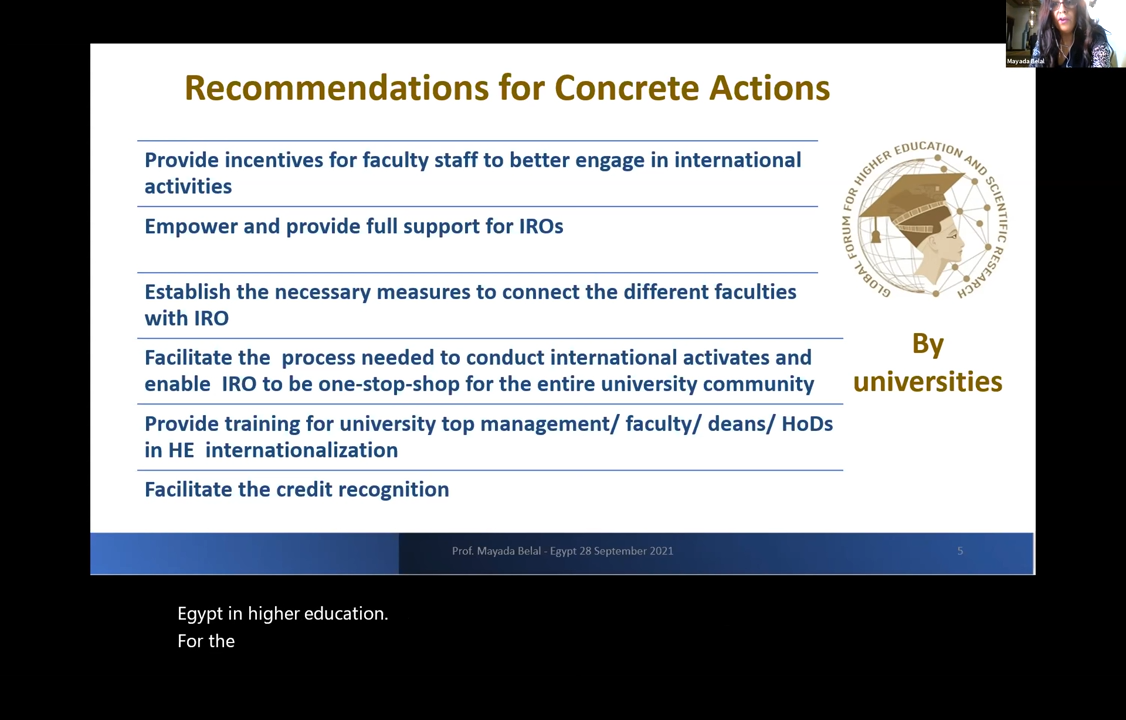 Mayada Belal
Recommendations for Concrete Actions
Provide incentives for faculty staff to better engage in international
activities
Empower and provide full support for IROs
Establish the necessary measures to connect the different faculties
with IRO
Facilitate the process needed to conduct international activates and
enable IRO to be one-stop-shop for the entire university community
Provide training for university top management/ faculty/ deans/ HoDs
in HE internationalization
Facilitate the credit recognition
GLOBAL FORUM FOR HIGHER EDUCATION AND SCIENTIFIC RESEARCH
By
universities
Prof. Mayada Belal - Egypt 28 September 2021
5
Egypt in higher education.
For the